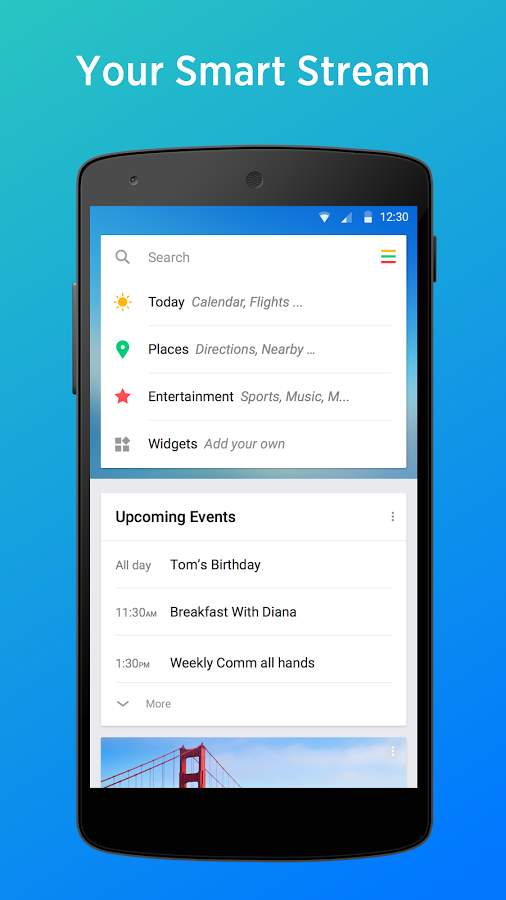 Your Smart Stream
12:30
Search
Today Calendar, Flights ...
Places Directions, Nearby ...
Entertainment Sports, Music, M...
Widgets Add your own
Upcoming Events
All day Tom's Birthday
11:30AM Breakfast With Diana
1:30PM Weekly Comm all hands
More